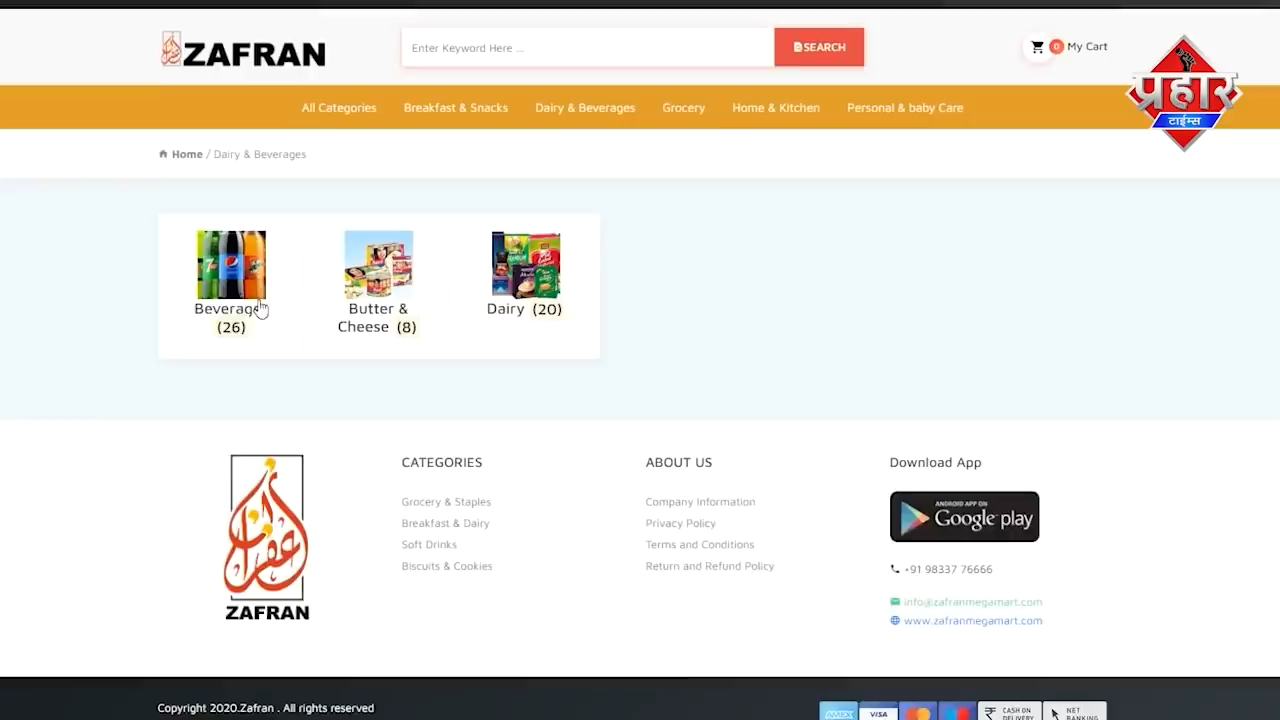 ZAFRAN
Enter Keyword Here ...
SEARCH
0 My Cart
प्रहार
टाईम्स
All Categories
Breakfast & Snacks
Dairy & Beverages
Grocery
Home & Kitchen
Personal & baby Care
Home / Dairy & Beverages
(26)
Butter &
Cheese (8)
Dairy (20)
زعفران
ZAFRAN
CATEGORIES
Grocery & Staples
Breakfast & Dairy
Soft Drinks
Biscuits & Cookies
ABOUT US
Company Information
Privacy Policy
Terms and Conditions
Return and Refund Policy
Download App
ANDROID APP ON
Google play
+91 98337 76666
info@zafranmegamart.com
www.zafranmegamart.com
Copyright 2020.Zafran . All rights reserved
AMEX
VISA
CASH ON
DELIVERY
NET
BANKING